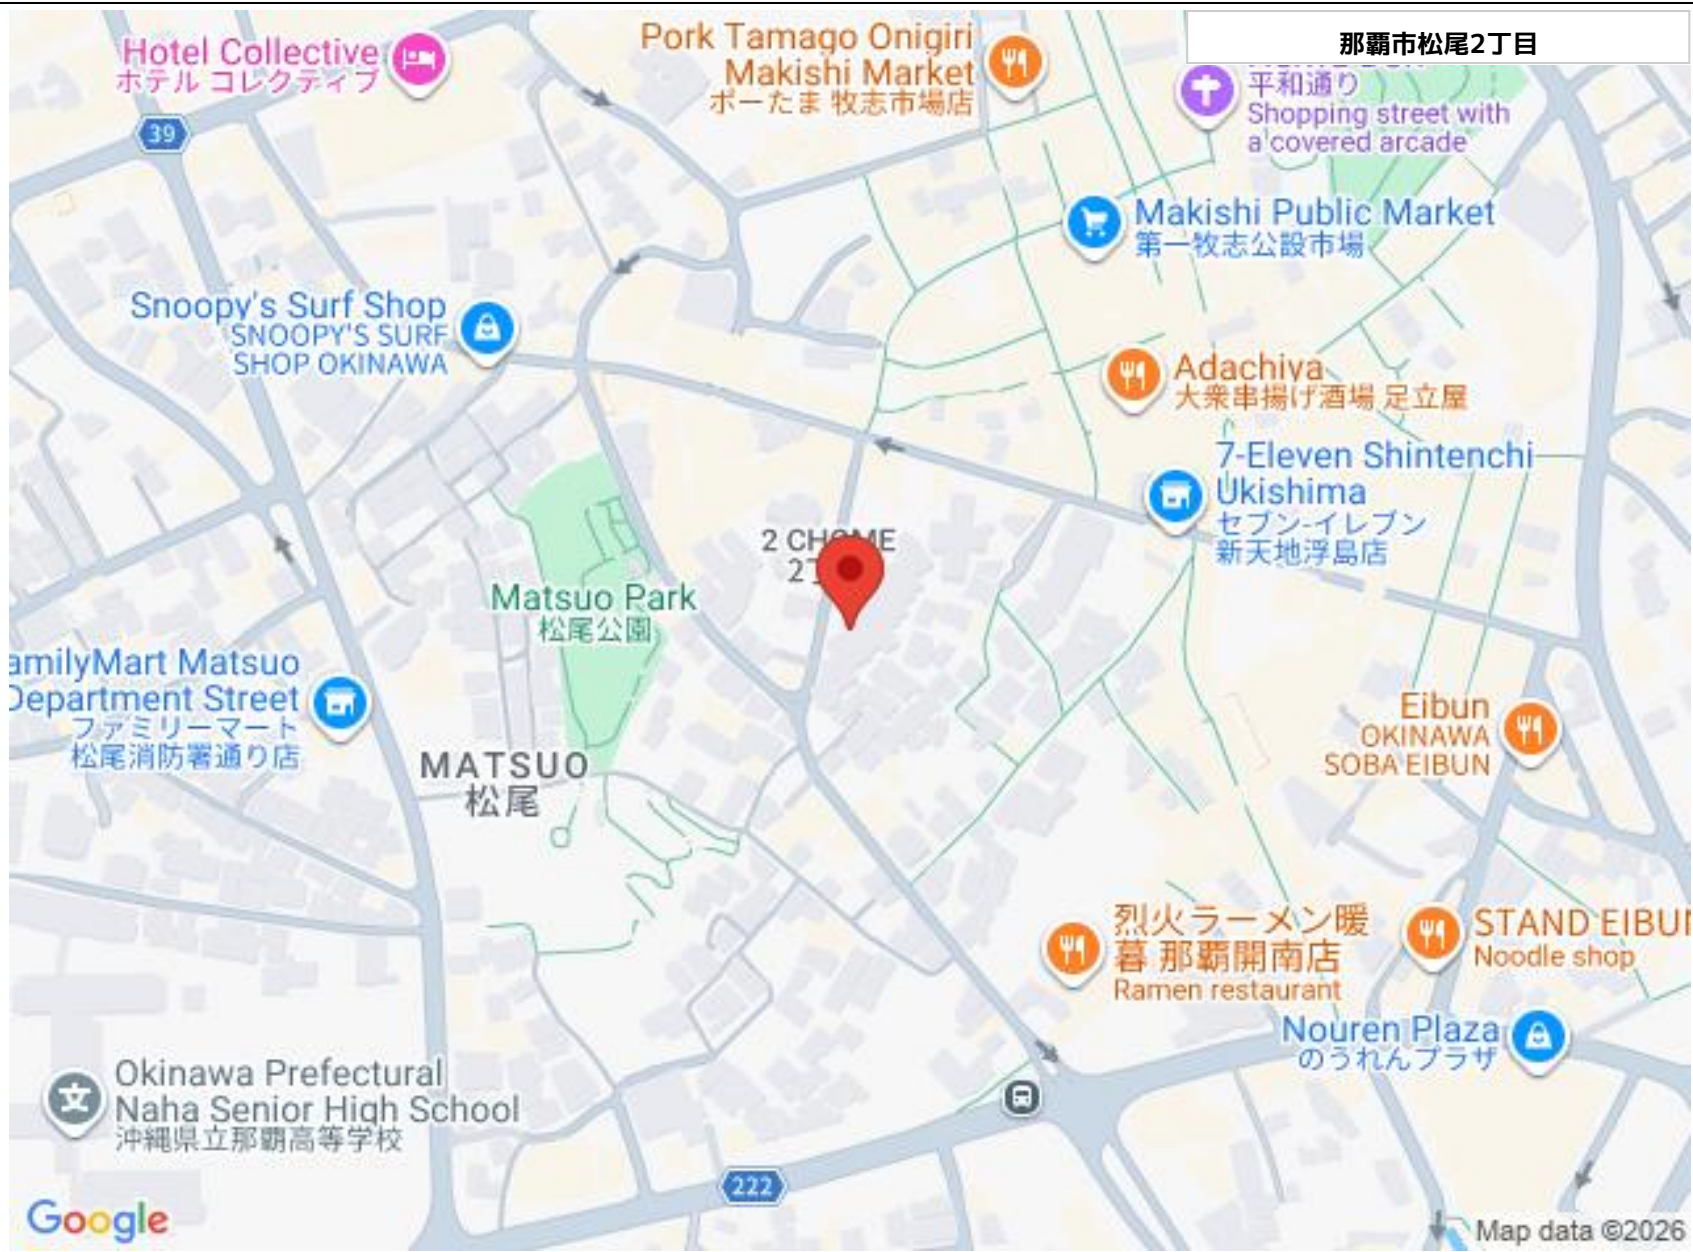 那覇市松尾2丁目
Hotel Collective
ホテル コレクティブ
Pork Tamago Onigiri
Makishi Market
ポーたま 牧志市場店
平和通り
Shopping street with
a covered arcade
39
Makishi Public Market
第一牧志公設市場
Snoopy's Surf Shop
SNOOPY'S SURF
SHOP OKINAWA
Adachiya
大衆串揚げ酒場 足立屋
7-Eleven Shintenchi
Ukishima
セブン-イレブン
新天地浮島店
2 CHOME
Matsuo Park
松尾公園
amilyMart Matsuo
Department Street
ファミリーマート
松尾消防署通り店
MATSUO
松尾
Eibun
OKINAWA
SOBA EIBUN
烈火ラーメン暖
暮 那覇開南店
Ramen restaurant
STAND EIBUN
Noodle shop
Nouren Plaza
のうれんプラザ
文
Okinawa Prefectural
Naha Senior High School
沖縄県立那覇高等学校
222
Google
Map data ©2026